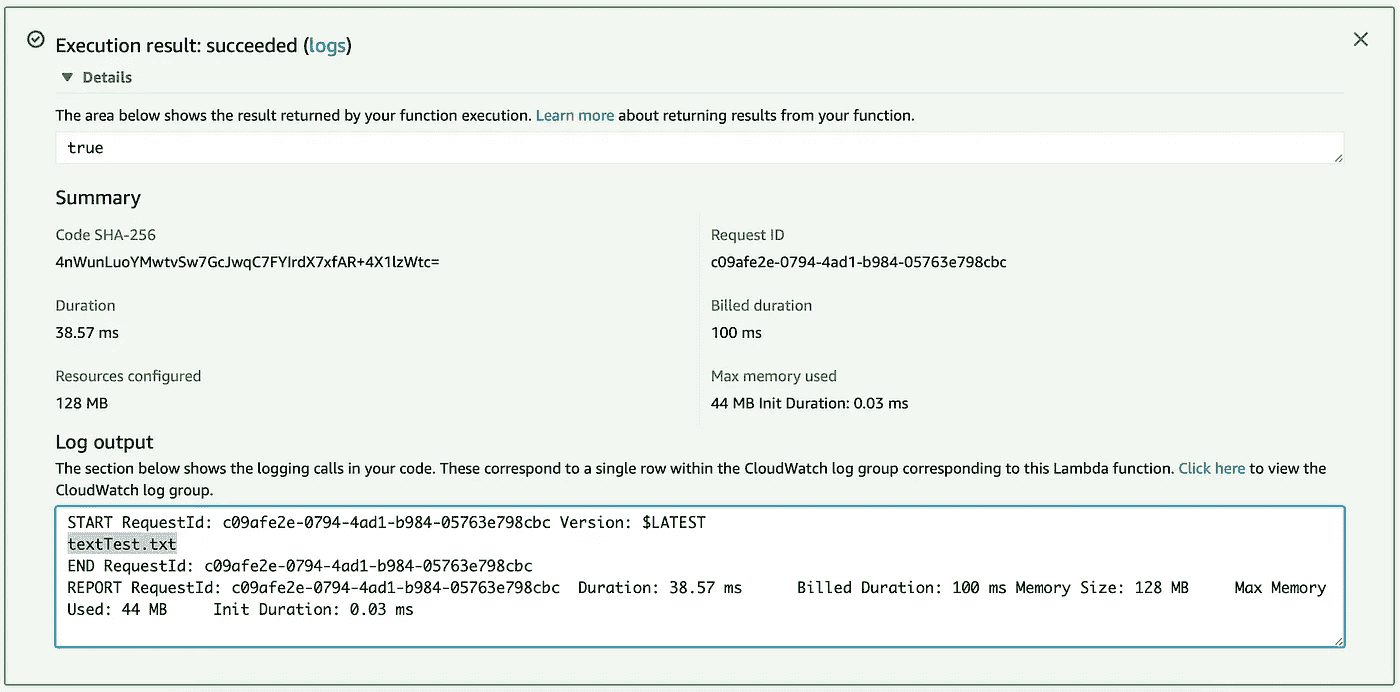 Execution result: succeeded (logs)
Details
The area below shows the result returned by your function execution. Learn more about returning results from your function.
true
Summary
Code SHA-256
4nWunLuoYMwtvSw7GcJwqC7FYIrdX7xfAR+4X1lzWtc=
Request ID
c09afe2e-0794-4ad1-b984-05763e798cbc
Duration
38.57 ms
Billed duration
100 ms
Resources configured
128 MB
Max memory used
44 MB Init Duration: 0.03 ms
Log output
The section below shows the logging calls in your code. These correspond to a single row within the CloudWatch log group corresponding to this Lambda function. Click here to view the
CloudWatch log group.
START RequestId: c09afe2e-0794-4ad1-b984-05763e798cbc Version: $LATEST
textTest.txt
END RequestId: c09afe2e-0794-4ad1-b984-05763e798cbc
REPORT RequestId: c09afe2e-0794-4ad1-b984-05763e798cbc  Duration: 38.57 ms      Billed Duration: 100 ms Memory Size: 128 MB     Max Memory
Used: 44 MB     Init Duration: 0.03 ms